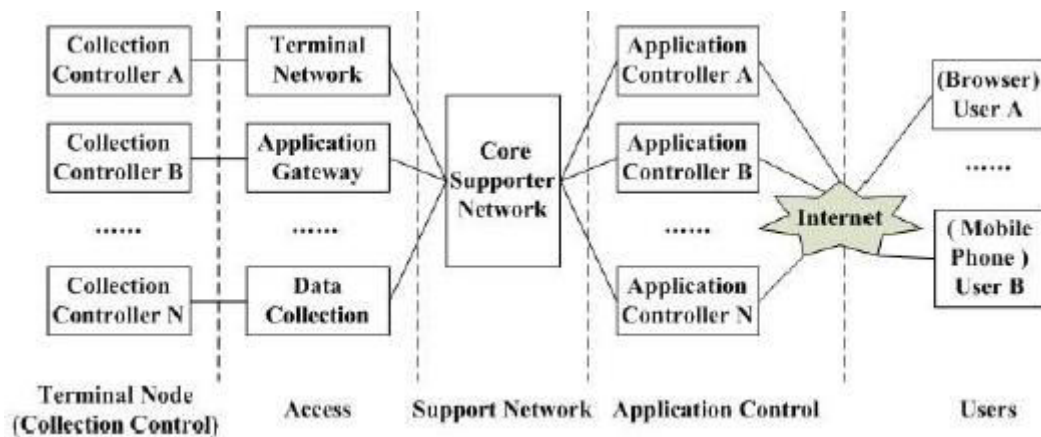 Collection
Controller A
Terminal
Network
Application
Controller A
(Browser)
User A
Collection
Controller B
Application
Gateway
Core
Supporter
Network
Application
Controller B
......
Internet
......
......
......
( Mobile
Phone )
User B
Collection
Controller N
Data
Collection
Application
Controller N
Terminal Node
(Collection Control)
Access
Support Network
Application Control
Users